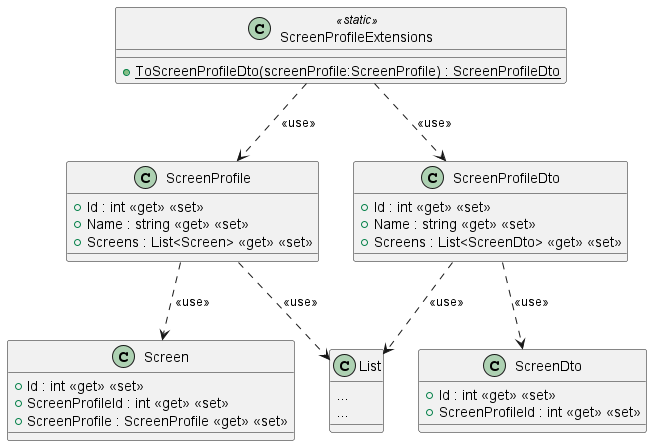 C
«static»
ScreenProfileExtensions
ToScreenProfileDto(screenProfile:ScreenProfile) : ScreenProfileDto
«use»
«use»
C ScreenProfile
Id : int «get» «set»
Name : string «get» «set»
Screens : List<Screen> «get» «set»
C ScreenProfileDto
Id : int «get» «set»
Name : string «get» «set»
Screens : List<ScreenDto> «get» «set»
«use»
«use»
«use»
«use»
C Screen
Id : int «get» «set»
ScreenProfileId : int «get» «set»
ScreenProfile : ScreenProfile «get» «set»
C List
...
...
C ScreenDto
Id : int «get» «set»
ScreenProfileId : int «get» «set»